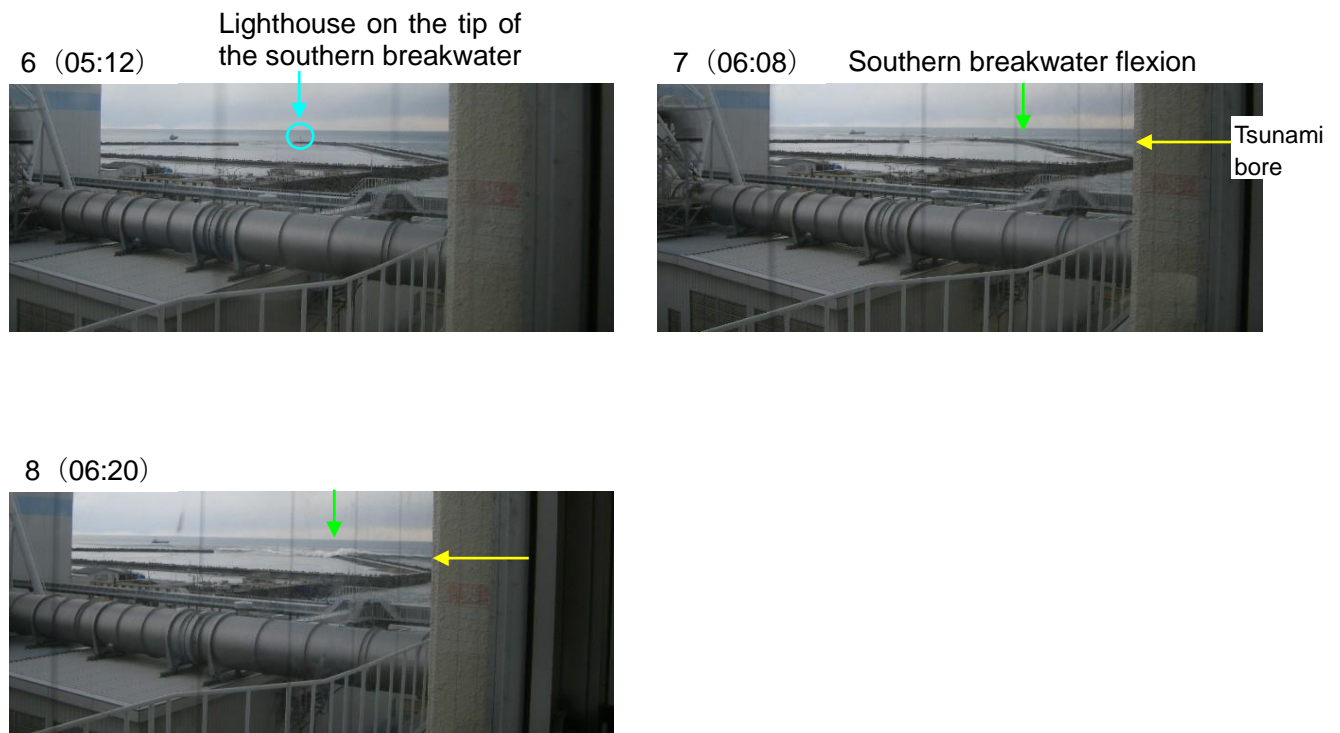 Lighthouse on the tip of
the southern breakwater
6（05:12）
7（06:08）
Southern breakwater flexion
Tsunami
bore
8（06:20）